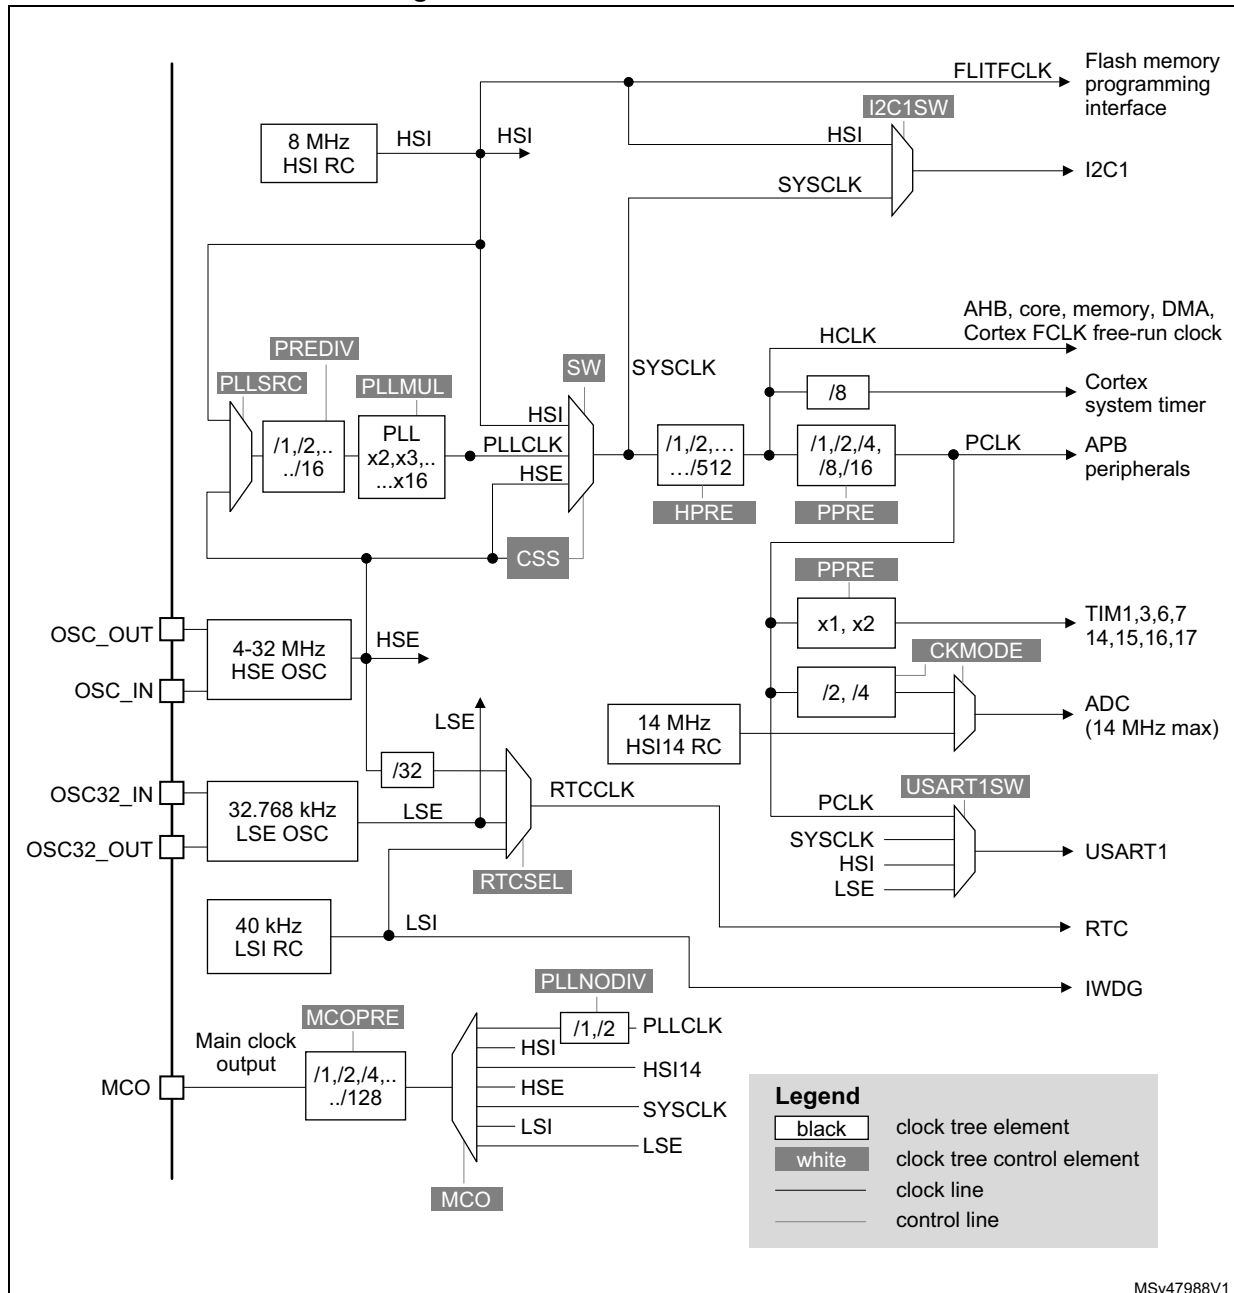 FLITFCLK
Flash memory
programming
interface
I2C1SW
8 MHz
HSI RC
HSI
HSI
HSI
SYSCLK
I2C1
AHB, core, memory, DMA,
Cortex FCLK free-run clock
HCLK
PREDIV
PLLSRC
PLLMUL
SW
SYSCLK
/8
Cortex
system timer
/1,/2,..
../16
PLL
x2,x3,..
...x16
HSI
PLLCLK
HSE
/1,/2,...
.../512
/1,/2,/4,
/8,/16
PCLK
APB
peripherals
HPRE
PPRE
CSS
PPRE
OSC_OUT
OSC_IN
4-32 MHz
HSE OSC
HSE
x1, x2
TIM1,3,6,7
14,15,16,17
CKMODE
/2, /4
14 MHz
HSI14 RC
ADC
(14 MHz max)
LSE
/32
RTCCLK
OSC32_IN
OSC32_OUT
32.768 kHz
LSE OSC
LSE
RTCSEL
USART1SW
PCLK
SYSCLK
HSI
LSE
USART1
40 kHz
LSI RC
LSI
RTC
IWDG
PLLNODIV
MCOPRE
Main clock
output
MCO
/1,/2,/4,..
../128
/1,/2
PLLCLK
HSI
HSI14
HSE
SYSCLK
LSI
LSE
MCO
Legend
black
clock tree element
white
clock tree control element
clock line
control line
MSv47988V1